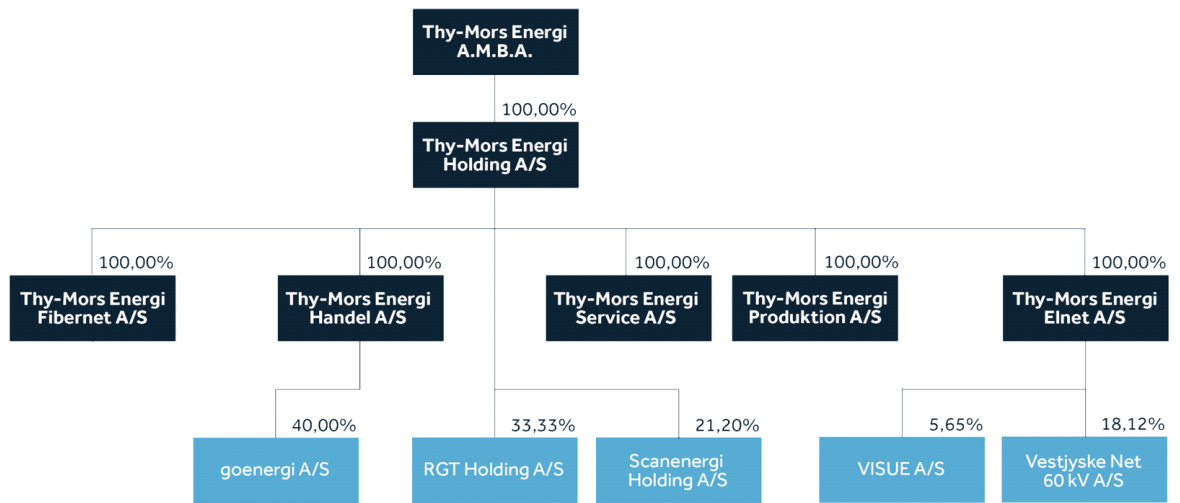 Thy-Mors Energi
A.M.B.A.
100,00%
Thy-Mors Energi
Holding A/S
100,00%
100,00%
100,00%
100,00%
100,00%
Thy-Mors Energi
Fibernet A/S
Thy-Mors Energi
Handel A/S
Thy-Mors Energi
Service A/S
Thy-Mors Energi
Produktion A/S
Thy-Mors Energi
Elnet A/S
40,00%
33,33%
21,20%
5,65%
18,12%
goenergi A/S
RGT Holding A/S
Scanenergi
Holding A/S
VISUE A/S
Vestjyske Net
60 kV A/S